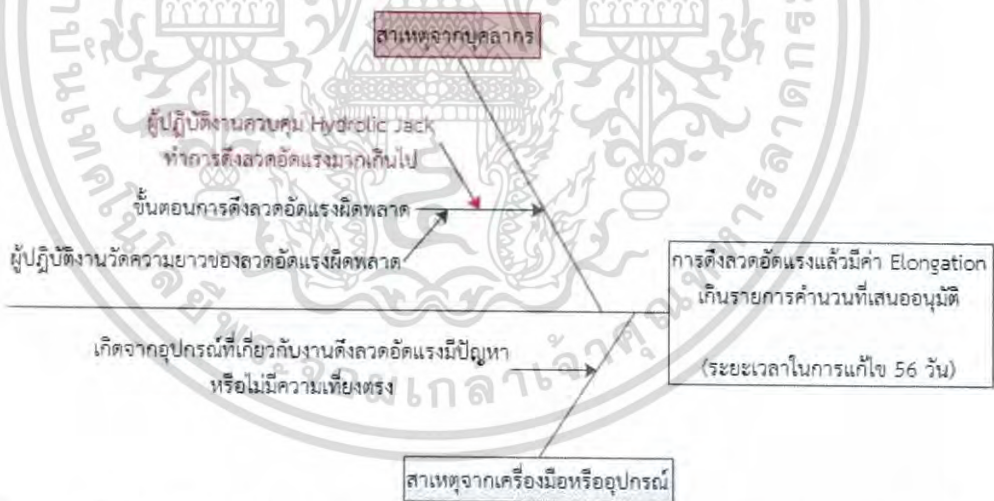 สาเหตุจากบุคลากร
ผู้ปฏิบัติงานควบคุม Hydrolic Jack
ทำการดึงลวดอัดแรงมากเกินไป
ขั้นตอนการดึงลวดอัดแรงผิดพลาด
ผู้ปฏิบัติงานวัดความยาวของลวดอัดแรงผิดพลาด
การดึงลวดอัดแรงแล้วมีค่า Elongation
เกินรายการคำนวนที่เสนออนุมัติ
(ระยะเวลาในการแก้ไข 56 วัน)
เกิดจากอุปกรณ์ที่เกี่ยวกับงานดึงลวดอัดแรงมีปัญหา
หรือไม่มีความเที่ยงตรง
สาเหตุจากเครื่องมือหรืออุปกรณ์